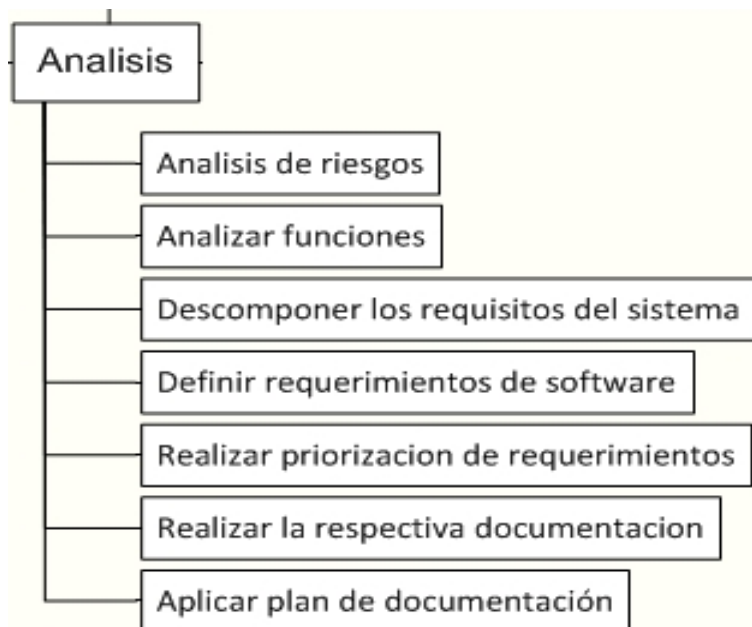 Analisis
Analisis de riesgos
Analizar funciones
Descomponer los requisitos del sistema
Definir requerimientos de software
Realizar priorizacion de requerimientos
Realizar la respectiva documentacion
Aplicar plan de documentación